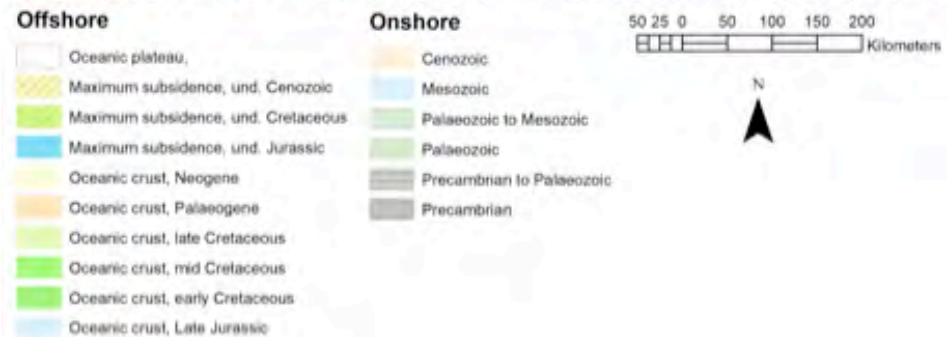 Offshore
Oceanic plateau,
Maximum subsidence, und. Cenozoic
Maximum subsidence, und. Cretaceous
Maximum subsidence, und. Jurassic
Oceanic crust, Neogene
Oceanic crust, Palaeogene
Oceanic crust, late Cretaceous
Oceanic crust, mid Cretaceous
Oceanic crust, early Cretaceous
Oceanic crust, Late Jurassic
Onshore
Cenozoic
Mesozoic
Palaeozoic to Mesozoic
Palaeozoic
Precambrian to Palaeozoic
Precambrian
50 25 0 50 100 150 200
Kilometers
N